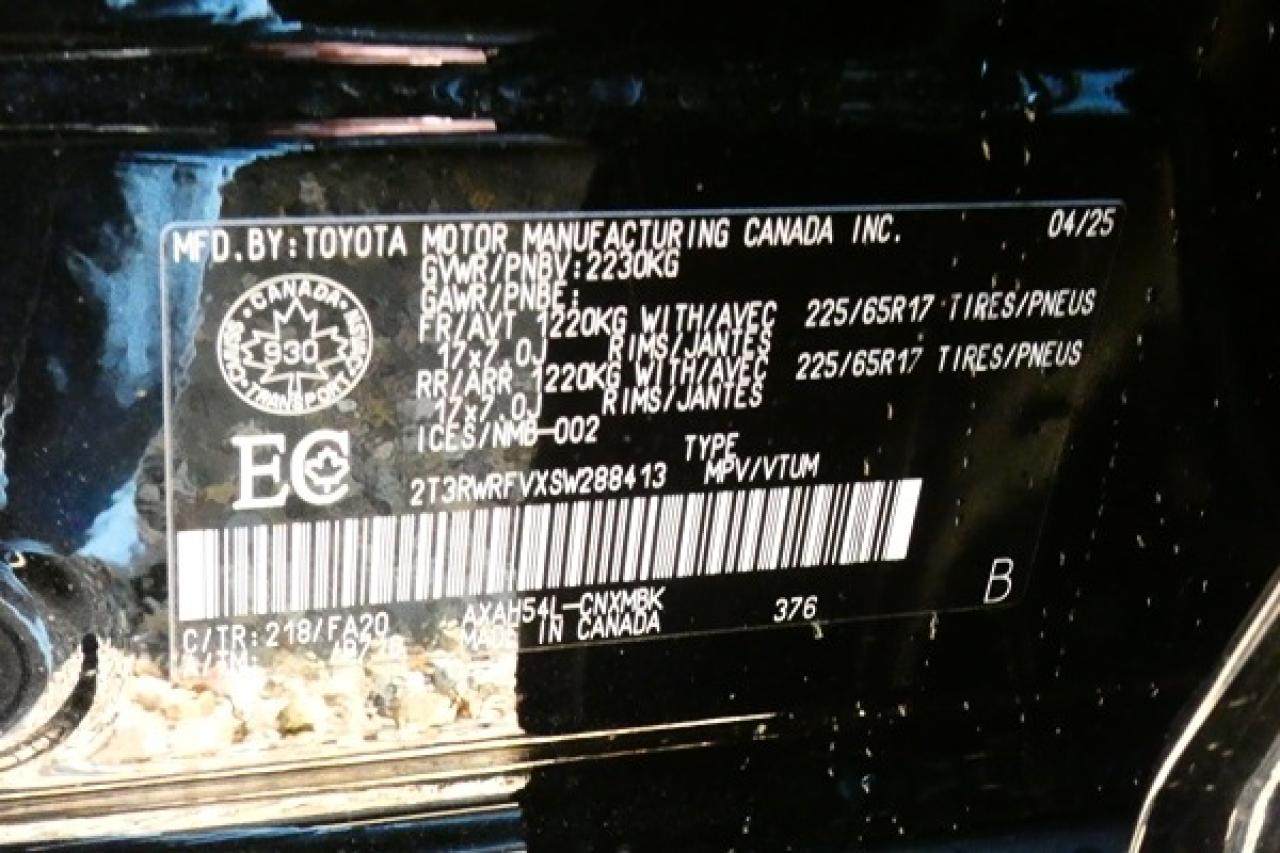 MFD.BY:TOYOTA MOTOR MANUFACTURING CANADA INC. 04/25
GVWR/PNBV:2230KG
GAWR/PNBE:
FR/AVT 1220KG WITH/AVEC 225/65R17 TIRES/PNEUS
17x7.0J RIMS/JANTES
RR/ARR 1220KG WITH/AVEC 225/65R17 TIRES/PNEUS
17x7.0J RIMS/JANTES
ICES/NMB-002
CANADA
930
TRANSPORT
EC
TYPE
2T3RWRFVXSW288413 MPV/VTUM
B
C/TR:218/FA20 AXAH54L-CNXMBK 376
MADE IN CANADA